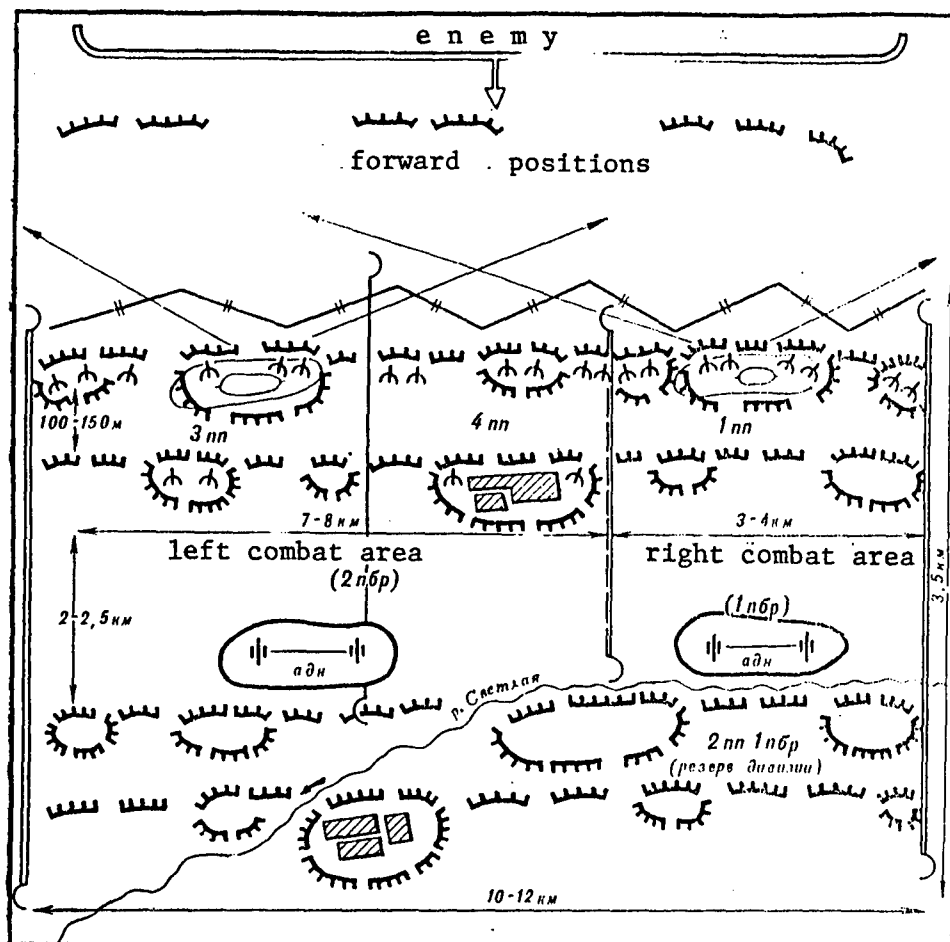 enemy
forward positions
100-150м
3 пп
4 пп
1 пп
7-8 км
3-4 км
left combat area
(2 пбр)
right combat area
3,5 км
2-2,5 км
(1 пбр)
адн
адн
р. Светлая
2 пп 1 пбр
(резерв дивизии)
10-12 км